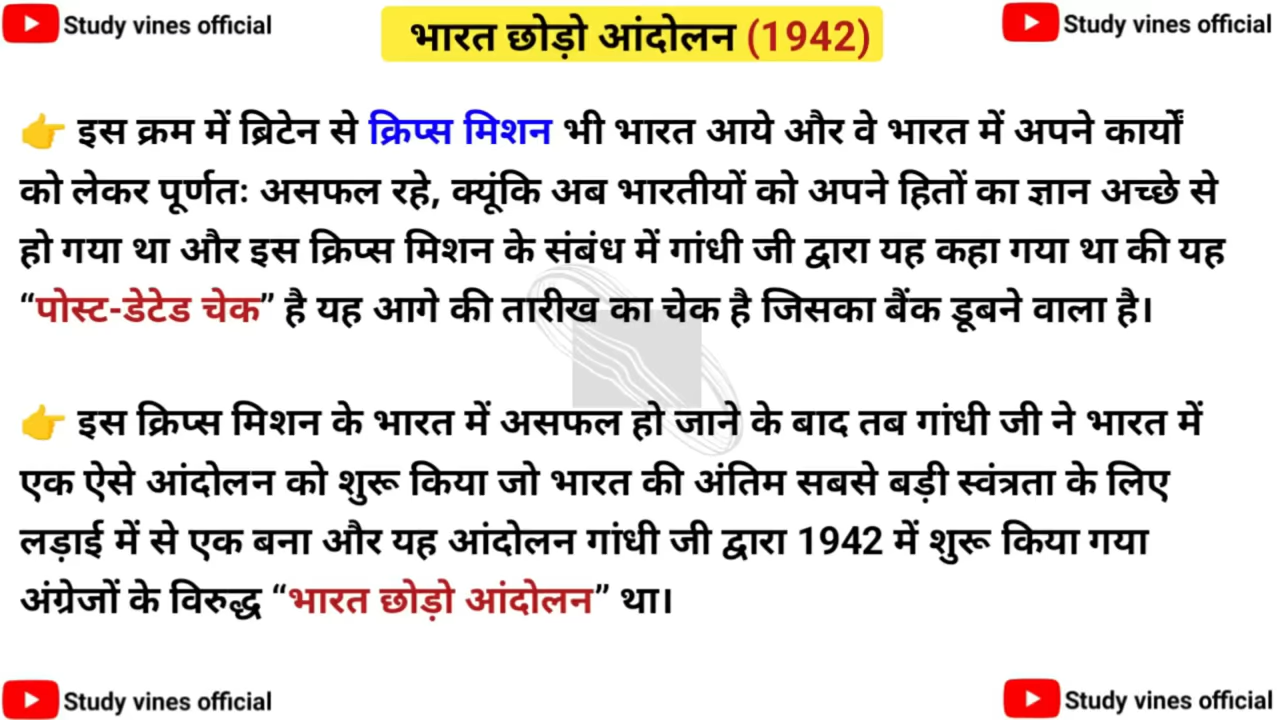 Study vines official
भारत छोड़ो आंदोलन (1942)
Study vines official
👉 इस क्रम में ब्रिटेन से क्रिप्स मिशन भी भारत आये और वे भारत में अपने कार्यों
को लेकर पूर्णतः असफल रहे, क्यूंकि अब भारतीयों को अपने हितों का ज्ञान अच्छे से
हो गया था और इस क्रिप्स मिशन के संबंध में गांधी जी द्वारा यह कहा गया था की यह
“पोस्ट-डेटेड चेक” है यह आगे की तारीख का चेक है जिसका बैंक डूबने वाला है।
👉 इस क्रिप्स मिशन के भारत में असफल हो जाने के बाद तब गांधी जी ने भारत में
एक ऐसे आंदोलन को शुरू किया जो भारत की अंतिम सबसे बड़ी स्वंत्रता के लिए
लड़ाई में से एक बना और यह आंदोलन गांधी जी द्वारा 1942 में शुरू किया गया
अंग्रेजों के विरुद्ध “भारत छोड़ो आंदोलन” था।
Study vines official
Study vines official